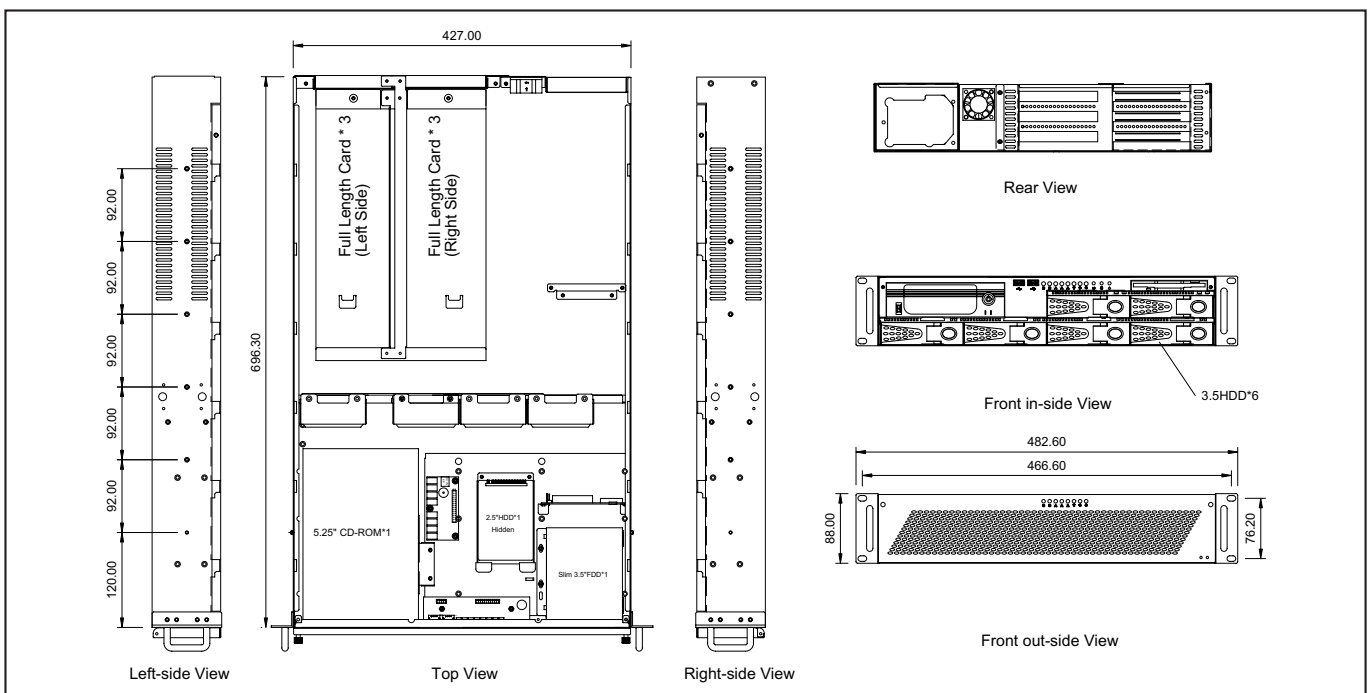 92.00
92.00
92.00
92.00
92.00
120.00
Left-side View
427.00
696.30
Full Length Card * 3
(Left Side)
Full Length Card * 3
(Right Side)
5.25" CD-ROM*1
2.5"HDD*1
Hidden
Slim 3.5"FDD*1
Top View
Right-side View
Rear View
3.5HDD*6
Front in-side View
482.60
466.60
88.00
76.20
Front out-side View